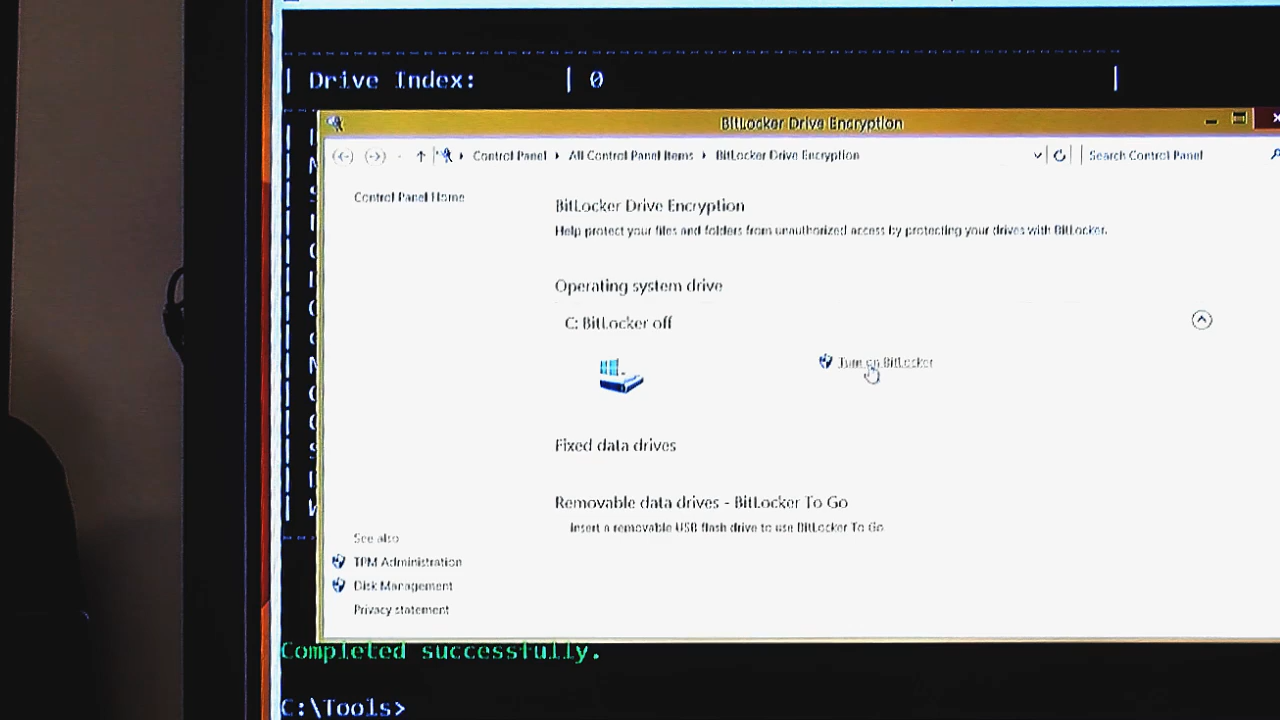 | Drive Index: | 0 |
BitLocker Drive Encryption
Control Panel All Control Panel Items BitLocker Drive Encryption Search Control Panel
Control Panel Home
BitLocker Drive Encryption
Help protect your files and folders from unauthorized access by protecting your drives with BitLocker.
Operating system drive
C: BitLocker off
Turn on BitLocker
Fixed data drives
Removable data drives - BitLocker To Go
Insert a removable USB flash drive to use BitLocker To Go
See also
TPM Administration
Disk Management
Privacy statement
Completed successfully.
C:\Tools>